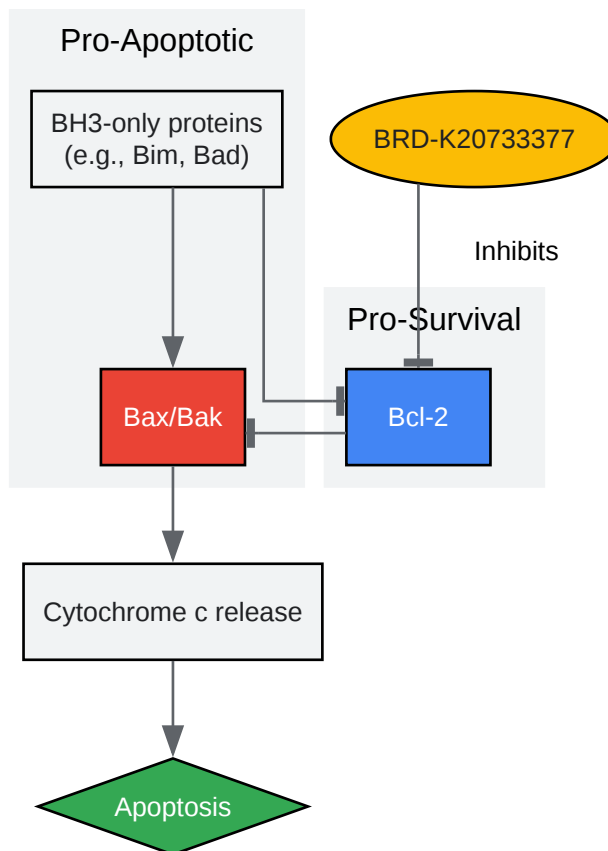 Pro-Apoptotic
BH3-only proteins
(e.g., Bim, Bad)
BRD-K20733377
Inhibits
Pro-Survival
Bax/Bak
Bcl-2
Cytochrome c release
Apoptosis